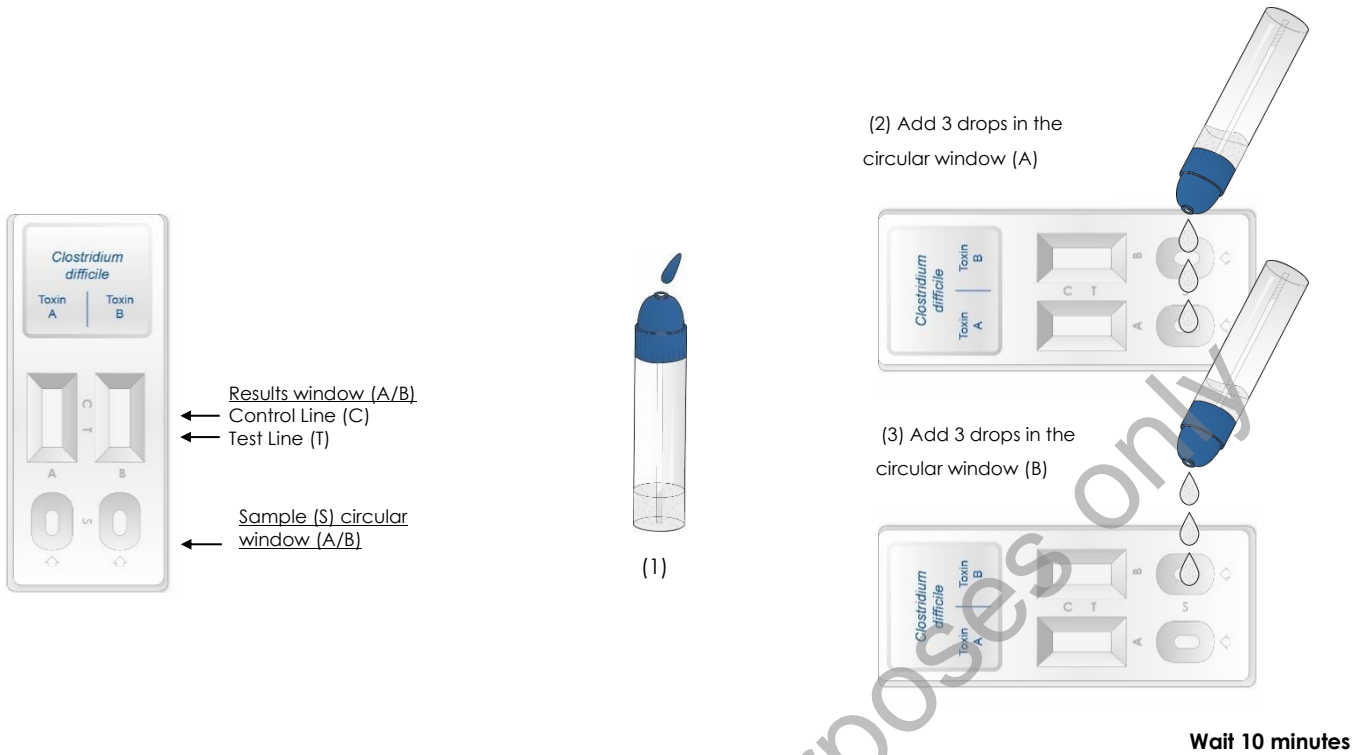 Clostridium
difficile
Toxin
A
Toxin
B
C T
A
B
S
Results window (A/B)
Control Line (C)
Test Line (T)
Sample (S) circular
window (A/B)
(1)
(2) Add 3 drops in the
circular window (A)
Clostridium
difficile
Toxin
A
Toxin
B
C T
B
A
(3) Add 3 drops in the
circular window (B)
Clostridium
difficile
Toxin
A
Toxin
B
C T
B
A
S
Wait 10 minutes
only